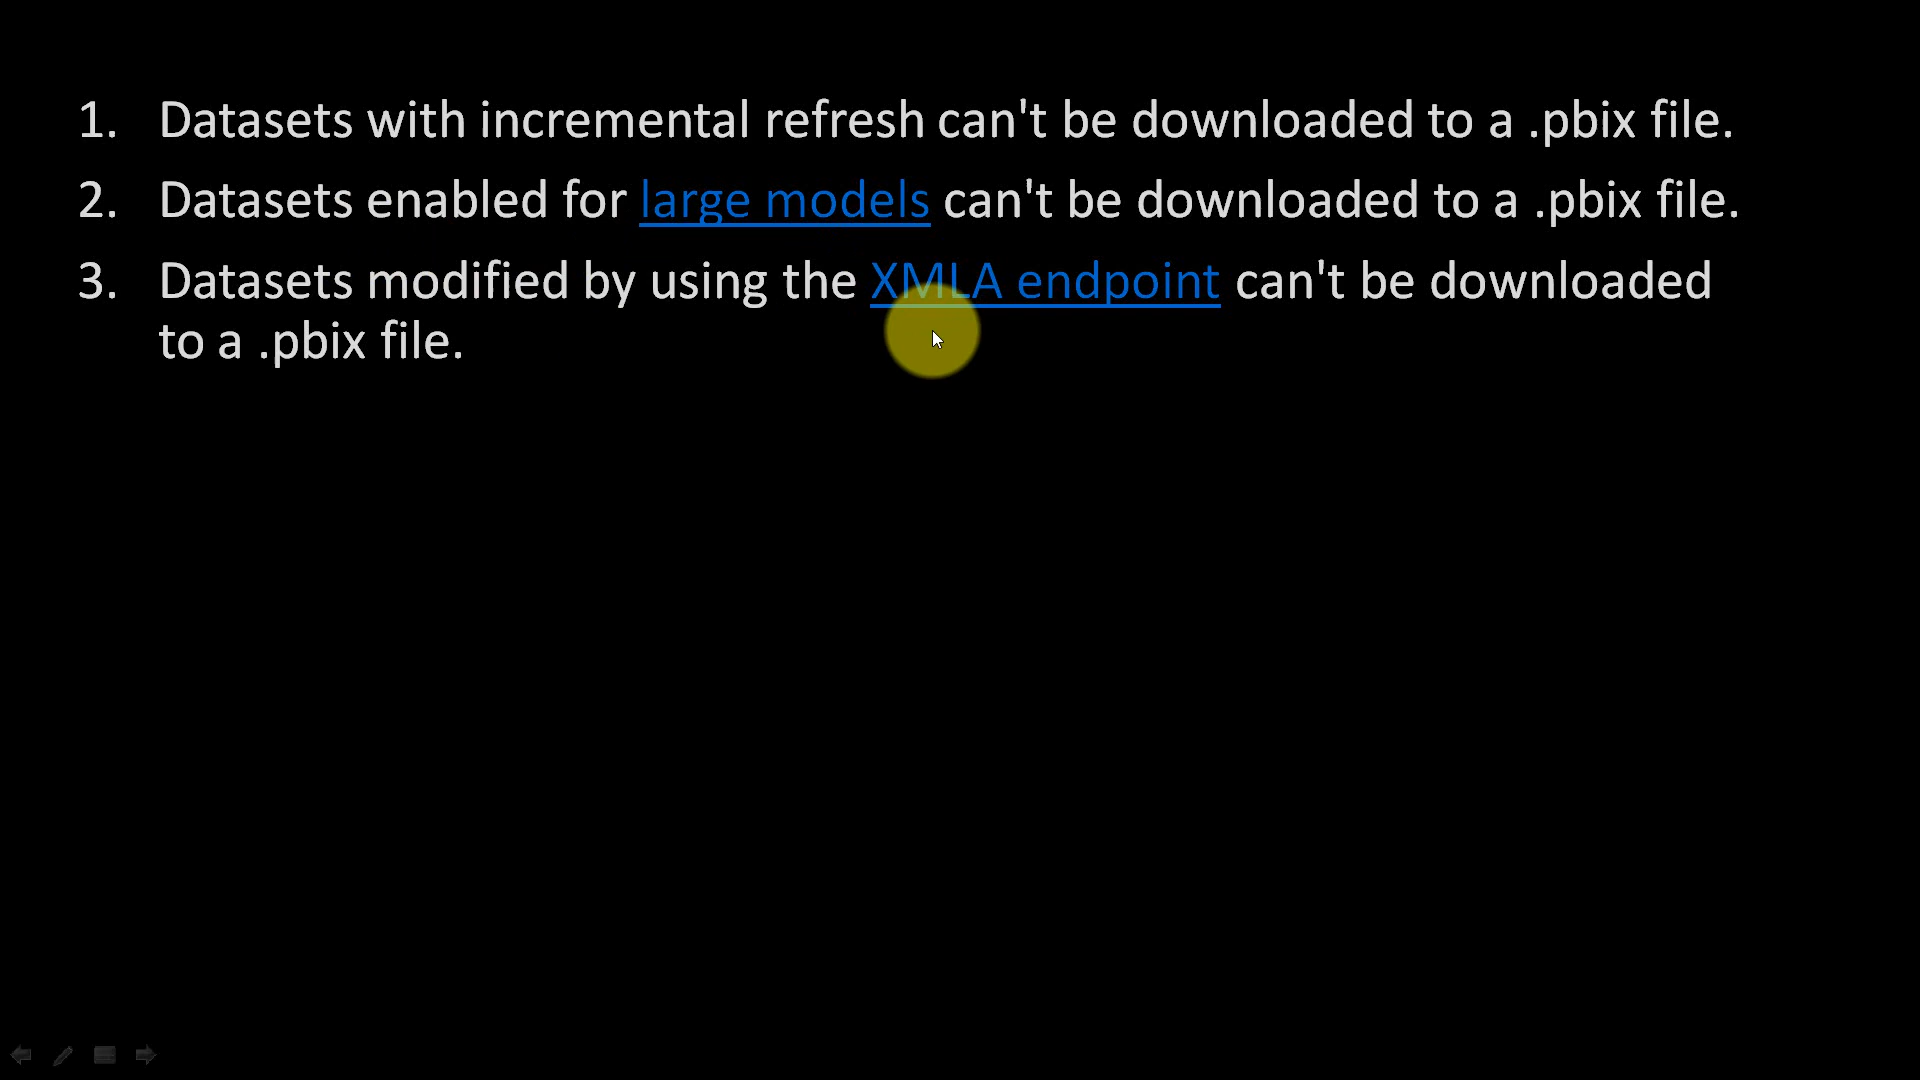 1. Datasets with incremental refresh can't be downloaded to a .pbix file.
2. Datasets enabled for large models can't be downloaded to a .pbix file.
3. Datasets modified by using the XMLA endpoint can't be downloaded
to a .pbix file.